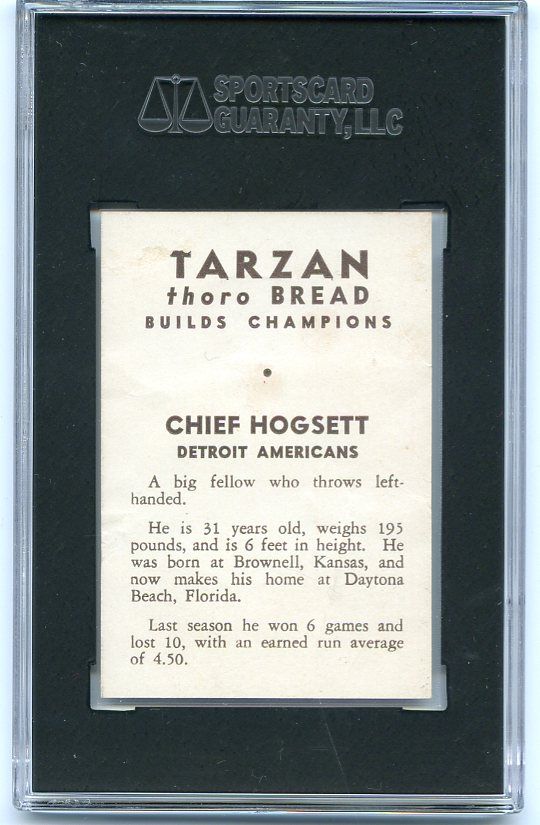 SPORTSCARD
GUARANTY, LLC
TARZAN
thoro BREAD
BUILDS CHAMPIONS
•
CHIEF HOGSETT
DETROIT AMERICANS
A big fellow who throws left-
handed.
He is 31 years old, weighs 195
pounds, and is 6 feet in height. He
was born at Brownell, Kansas, and
now makes his home at Daytona
Beach, Florida.
Last season he won 6 games and
lost 10, with an earned run average
of 4.50.